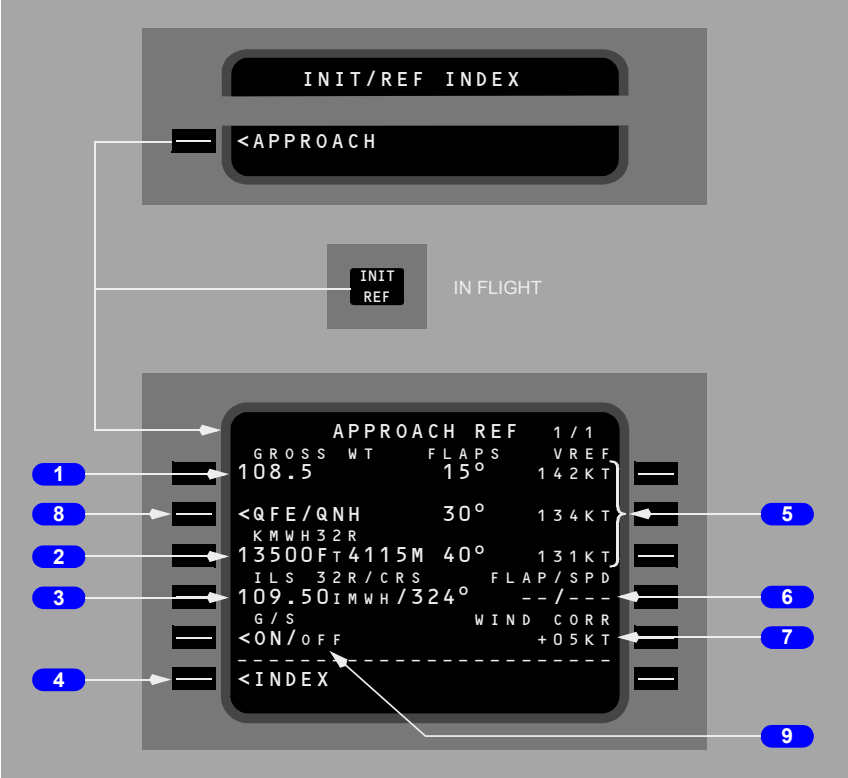 INIT/REF INDEX
<APPROACH
INIT
REF
IN FLIGHT
APPROACH REF 1/1
GROSS WT FLAPS VREF
1 108.5 15° 142KT
8 <QFE/QNH 30° 134KT 5
KMWH32R
2 13500FT4115M 40° 131KT
ILS 32R/CRS FLAP/SPD
3 109.50IMWH/324° --/--- 6
G/S WIND CORR
<ON/OFF +05KT 7
------------------------
4 <INDEX
9